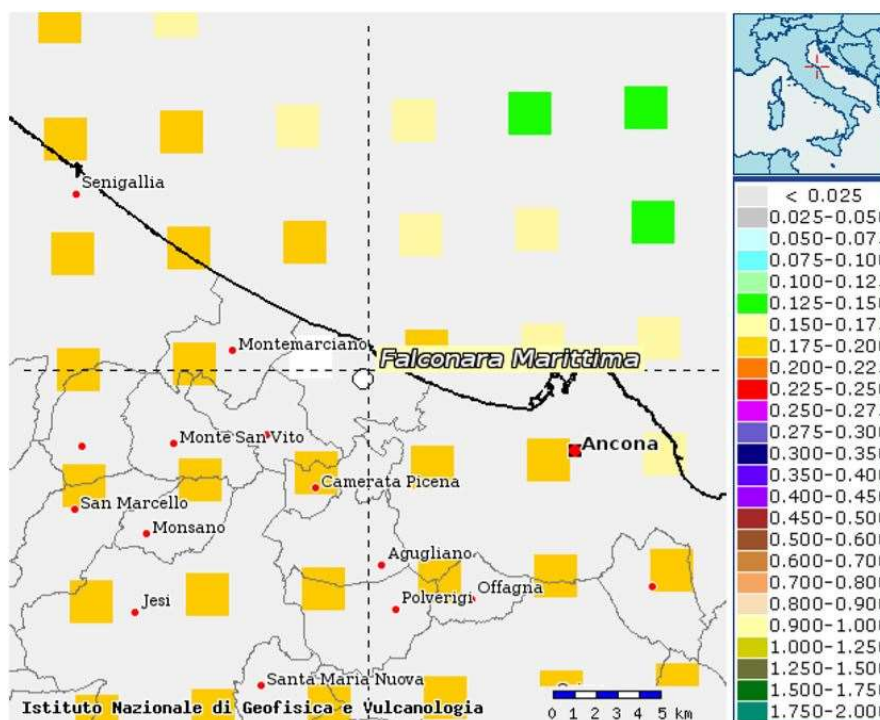 Senigallia
Montemarciano
Falconara Marittima
Monte San Vito
Ancona
Camerata Picena
San Marcello
Monsano
Agugliano
Offagna
Jesi
Polverigi
Santa Maria Nuova
Istituto Nazionale di Geofisica e Vulcanologia
0 1 2 3 4 5 km
< 0.025
0.025-0.050
0.050-0.07
0.075-0.100
0.100-0.12
0.125-0.150
0.150-0.17
0.175-0.200
0.200-0.22
0.225-0.250
0.250-0.27
0.275-0.300
0.300-0.350
0.350-0.400
0.400-0.450
0.450-0.500
0.500-0.600
0.600-0.700
0.700-0.800
0.800-0.900
0.900-1.000
1.000-1.250
1.250-1.500
1.500-1.750
1.750-2.000